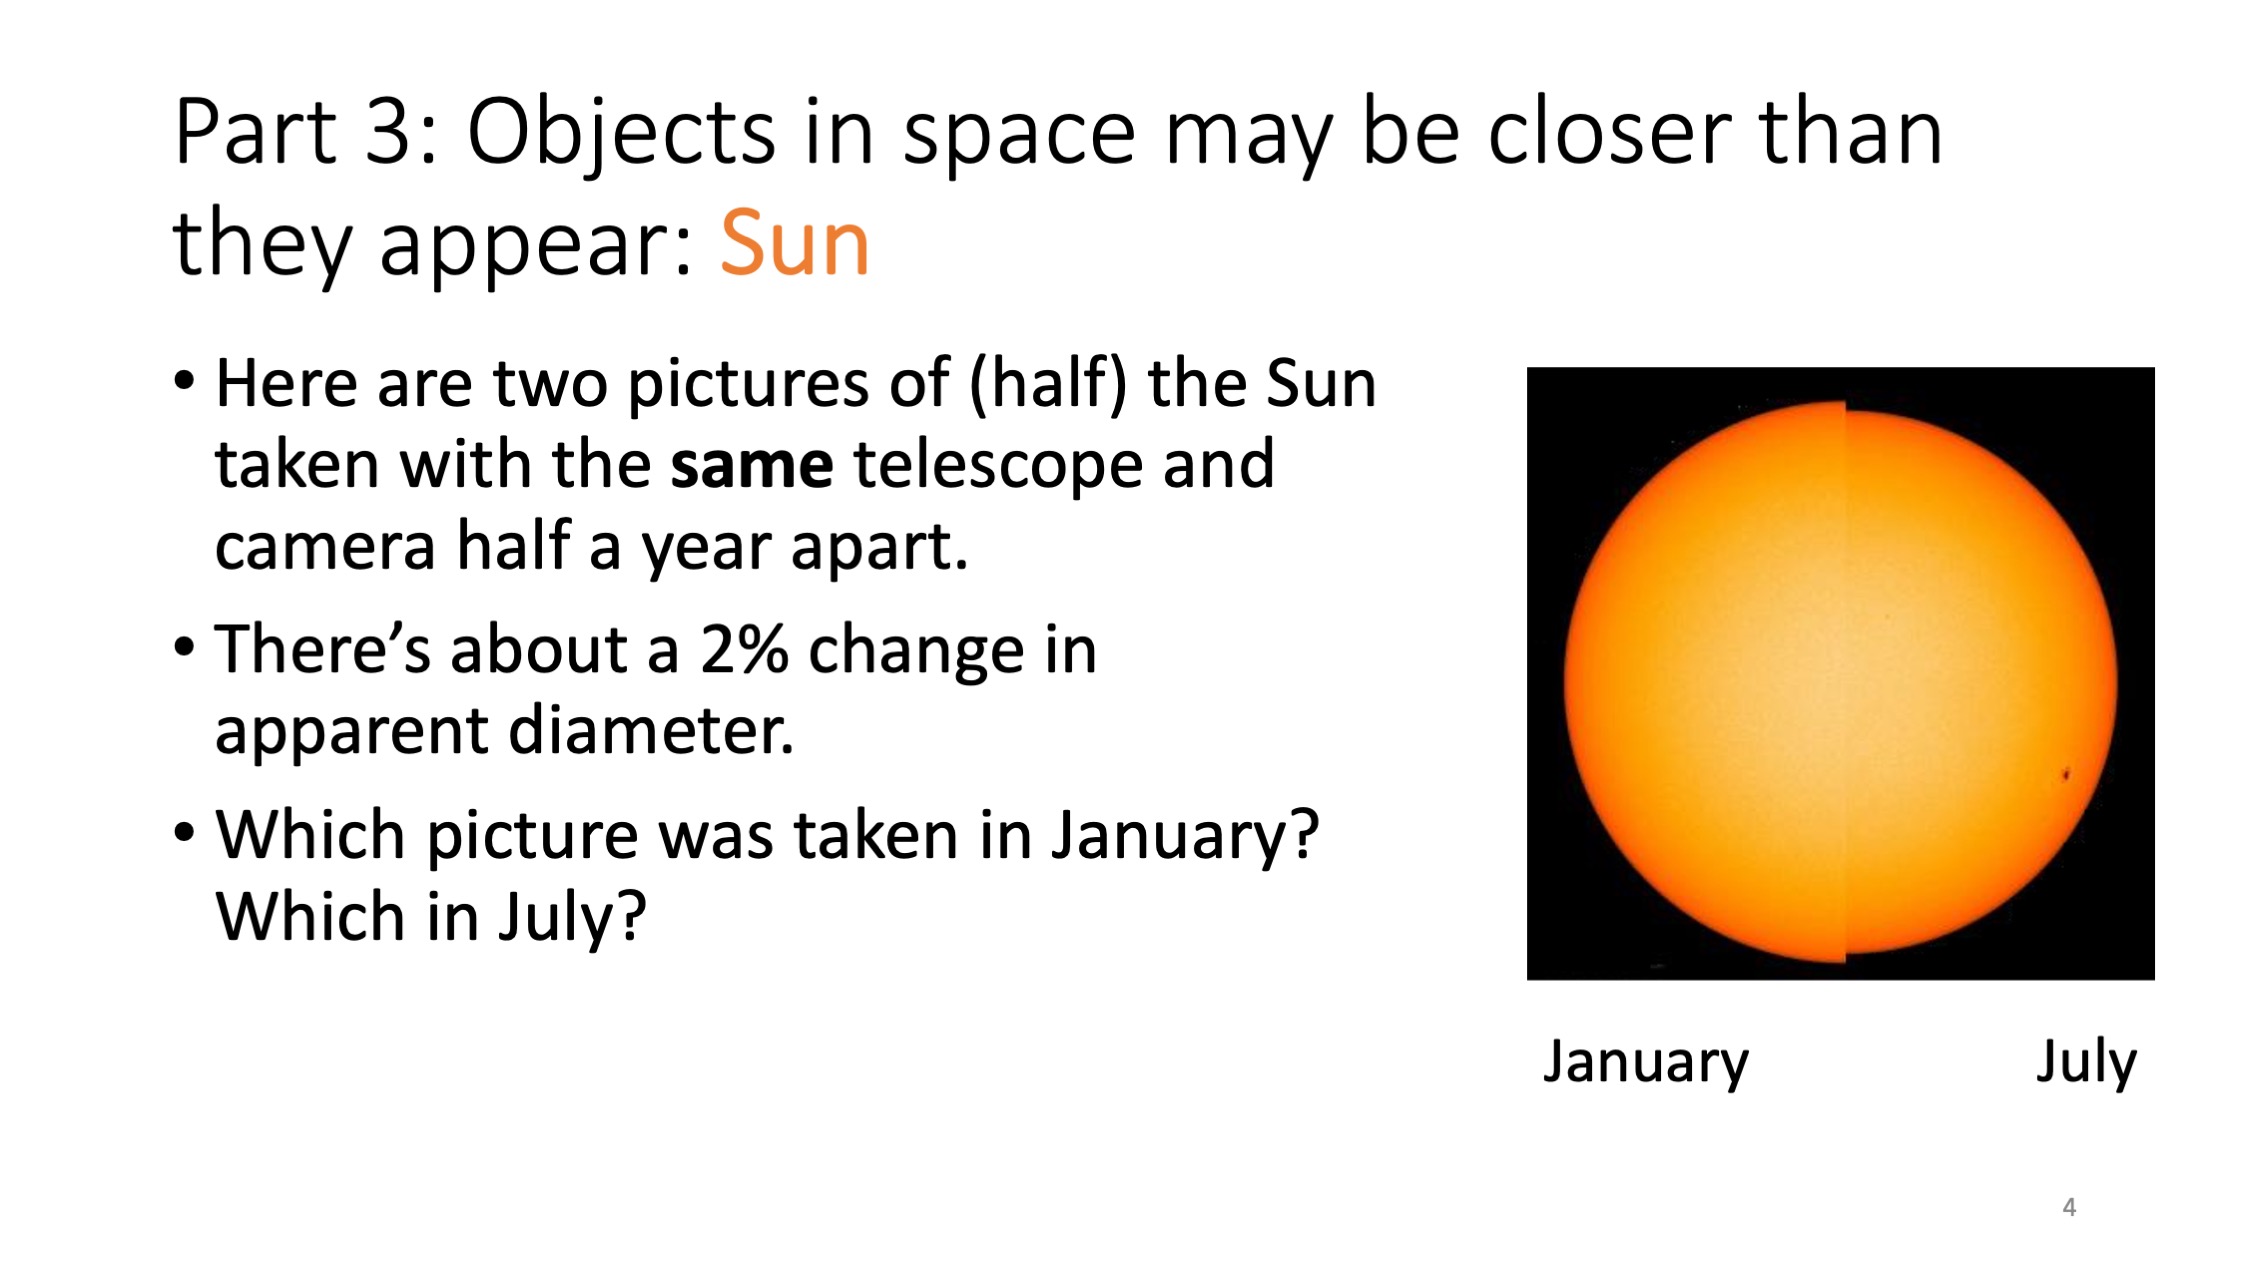 Part 3: Objects in space may be closer than
they appear: Sun
• Here are two pictures of (half) the Sun
taken with the same telescope and
camera half a year apart.
• There’s about a 2% change in
apparent diameter.
• Which picture was taken in January?
Which in July?
January July
4